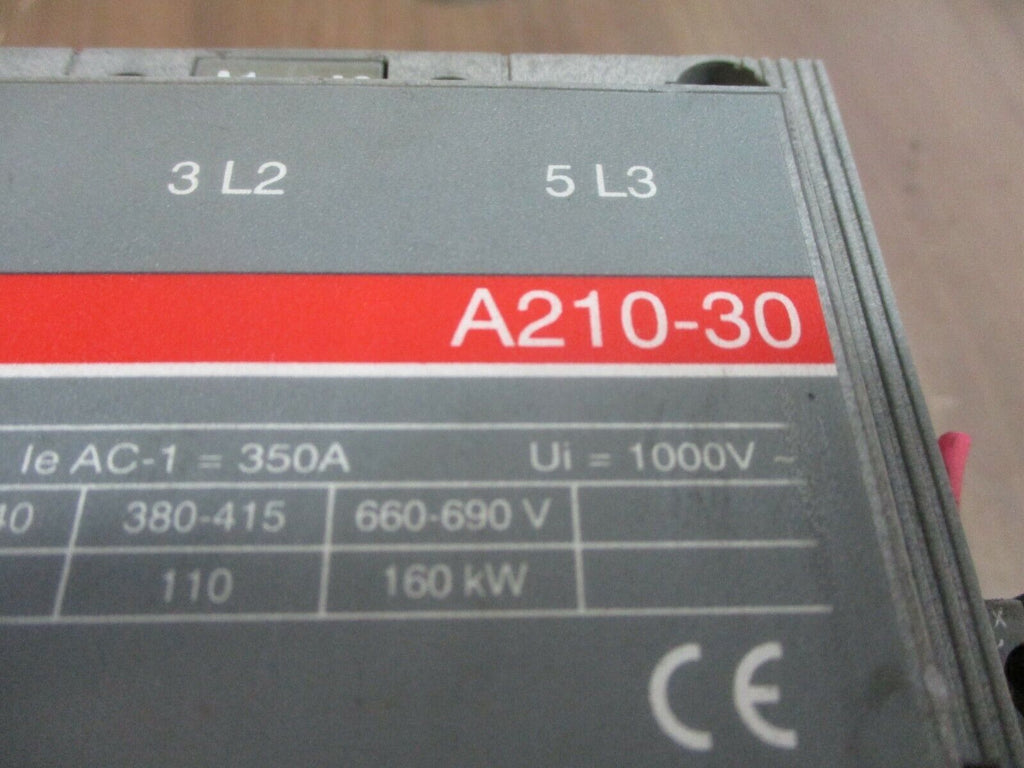 3 L2 5 L3
A210-30
Ie AC-1 = 350A Ui = 1000V ~
40 380-415 660-690 V
110 160 kW
CE